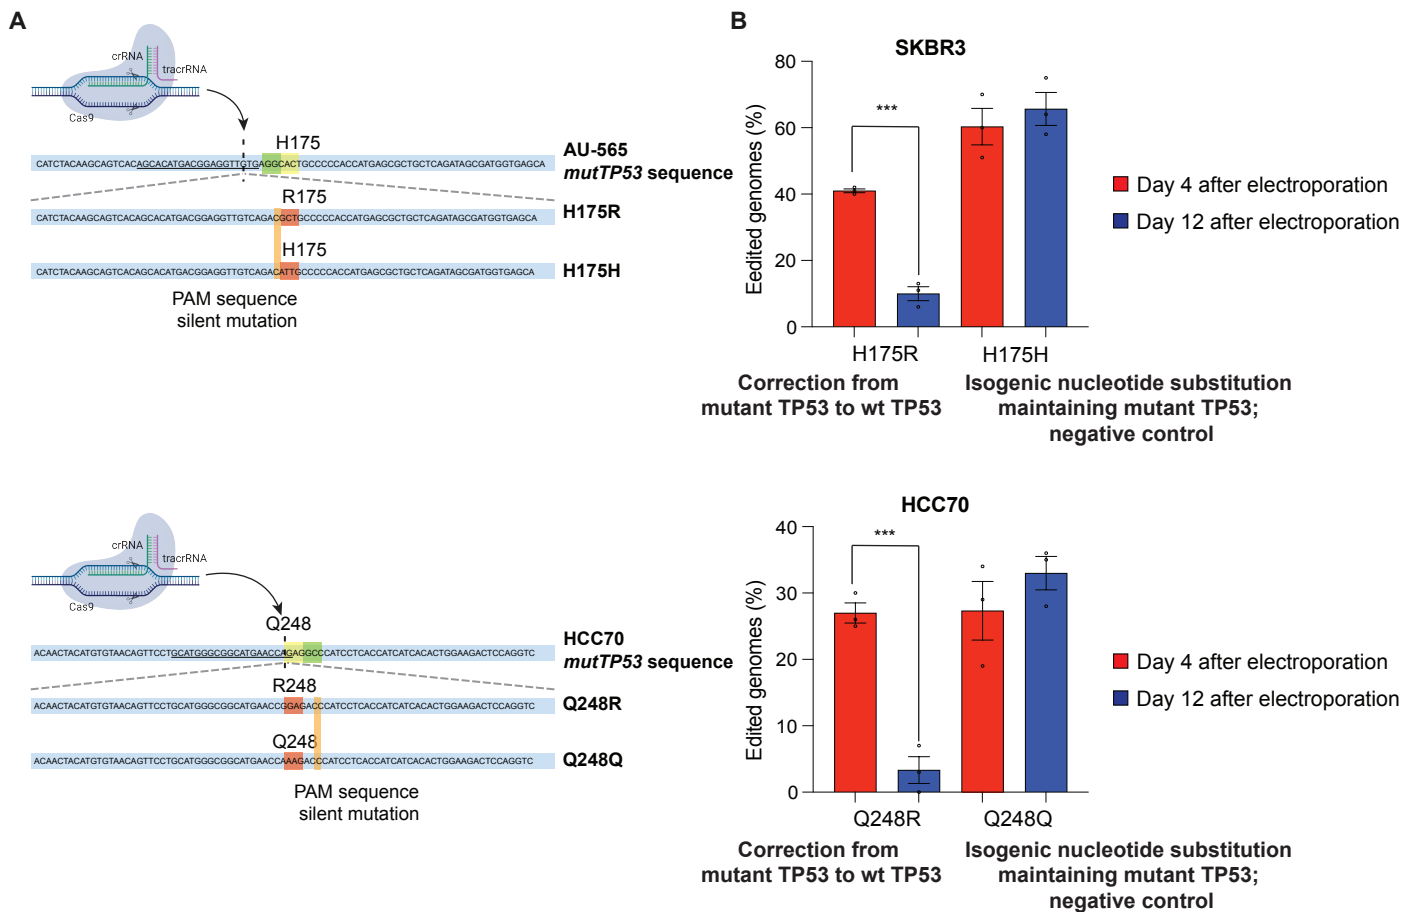 A
crRNA
tracrRNA
Cas9
H175
CATCTACAAGCAGTCACAGCACATGACGGAGGTTGTGAGGCACTGCCCCCACCATGAGCGCTGCTCAGATAGCGATGGTGAGCA
AU-565
mutTP53 sequence
R175
CATCTACAAGCAGTCACAGCACATGACGGAGGTTGTCAGACGCTGCCCCCACCATGAGCGCTGCTCAGATAGCGATGGTGAGCA
H175R
H175
CATCTACAAGCAGTCACAGCACATGACGGAGGTTGTCAGACATTGCCCCCACCATGAGCGCTGCTCAGATAGCGATGGTGAGCA
H175H
PAM sequence
silent mutation
crRNA
tracrRNA
Cas9
Q248
ACAACTACATGTGTAACAGTTCCTGCATGGGCGGCATGAACCAGAGGCCCATCCTCACCATCATCACACTGGAAGACTCCAGGTC
HCC70
mutTP53 sequence
R248
ACAACTACATGTGTAACAGTTCCTGCATGGGCGGCATGAACCGGAGACCCATCCTCACCATCATCACACTGGAAGACTCCAGGTC
Q248R
Q248
ACAACTACATGTGTAACAGTTCCTGCATGGGCGGCATGAACCAAAGACCCATCCTCACCATCATCACACTGGAAGACTCCAGGTC
Q248Q
PAM sequence
silent mutation
B
SKBR3
Eedited genomes (%)
80
60
40
20
0
***
H175R
H175H
Correction from
mutant TP53 to wt TP53
Isogenic nucleotide substitution
maintaining mutant TP53;
negative control
Day 4 after electroporation
Day 12 after electroporation
HCC70
Edited genomes (%)
40
30
20
10
0
***
Q248R
Q248Q
Correction from
mutant TP53 to wt TP53
Isogenic nucleotide substitution
maintaining mutant TP53;
negative control
Day 4 after electroporation
Day 12 after electroporation